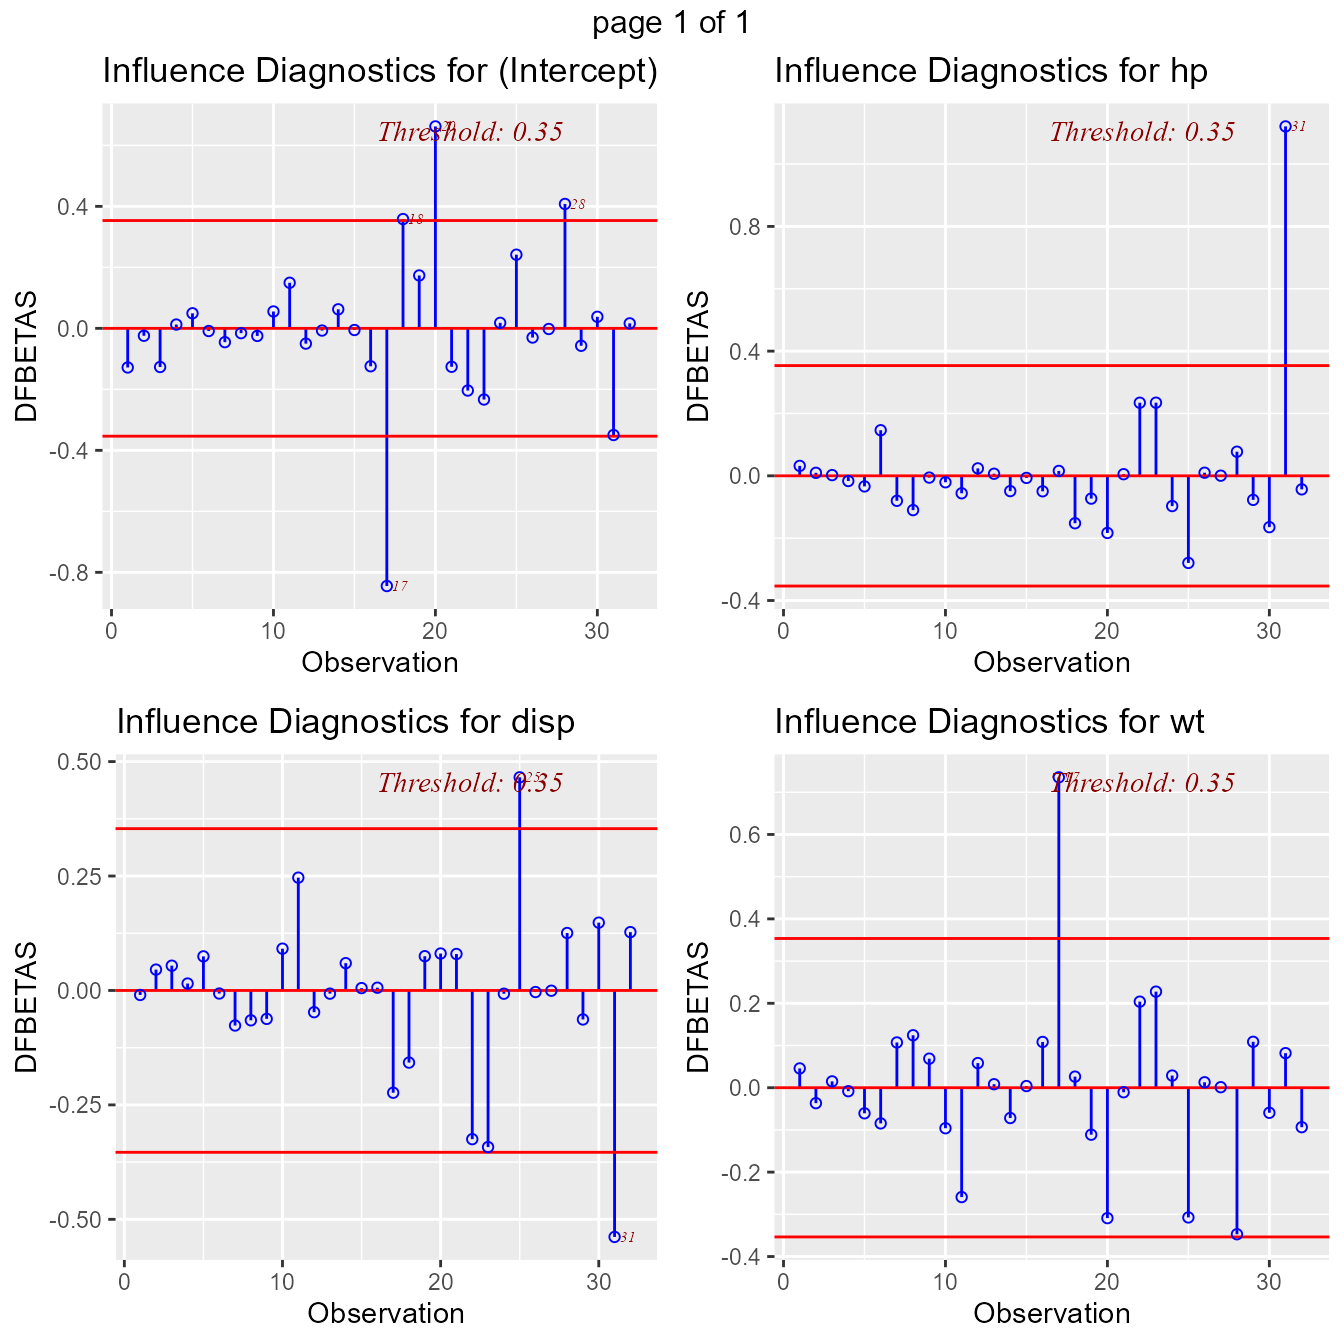 page 1 of 1
Influence Diagnostics for (Intercept)
Threshold: 0.35
20
18
28
17
0.4
0.0
-0.4
-0.8
DFBETAS
0 10 20 30
Observation
Influence Diagnostics for hp
Threshold: 0.35
31
0.8
0.4
0.0
-0.4
DFBETAS
0 10 20 30
Observation
Influence Diagnostics for disp
Threshold: 0.35
25
31
0.50
0.25
0.00
-0.25
-0.50
DFBETAS
0 10 20 30
Observation
Influence Diagnostics for wt
Threshold: 0.35
17
0.6
0.4
0.2
0.0
-0.2
-0.4
DFBETAS
0 10 20 30
Observation